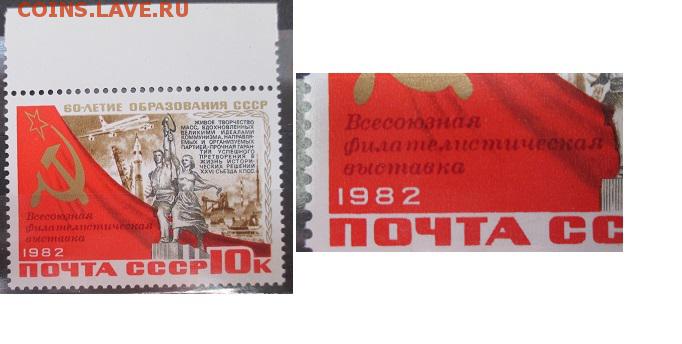 COINS.LAVE.RU
60-ЛЕТИЕ ОБРАЗОВАНИЯ СССР
ЖИВОЕ ТВОРЧЕСТВО
МАСС, ВДОХНОВЛЕННЫХ
ВЕЛИКИМИ ИДЕАЛАМИ
КОММУНИЗМА, НАПРАВЛЯ-
ЕМЫХ И ОРГАНИЗУЕМЫХ
ПАРТИЕЙ,-ПРОЧНАЯ ГАРАН-
ТИЯ УСПЕШНОГО
ПРЕТВОРЕНИЯ В
ЖИЗНЬ ИСТОРИ-
ЧЕСКИХ РЕШЕНИЙ
XXVI СЪЕЗДА КПСС.
Всесоюзная
филателистическая
выставка
1982
ПОЧТА СССР 10К
Всесоюзная
филателистическая
выставка
1982
ПОЧТА СС